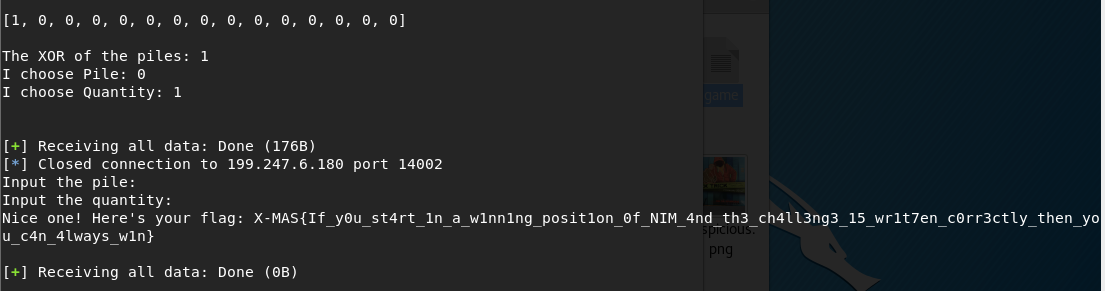 [1, 0, 0, 0, 0, 0, 0, 0, 0, 0, 0, 0, 0, 0, 0]
The XOR of the piles: 1
I choose Pile: 0
I choose Quantity: 1
[+] Receiving all data: Done (176B)
[*] Closed connection to 199.247.6.180 port 14002
Input the pile:
Input the quantity:
Nice one! Here's your flag: X-MAS{If_y0u_st4rt_1n_a_w1nn1ng_posit1on_0f_NIM_4nd_th3_ch4ll3ng3_15_wr1t7en_c0rr3ctly_then_yo
u_c4n_4lways_w1n}
[+] Receiving all data: Done (0B)
game
spicious.
png